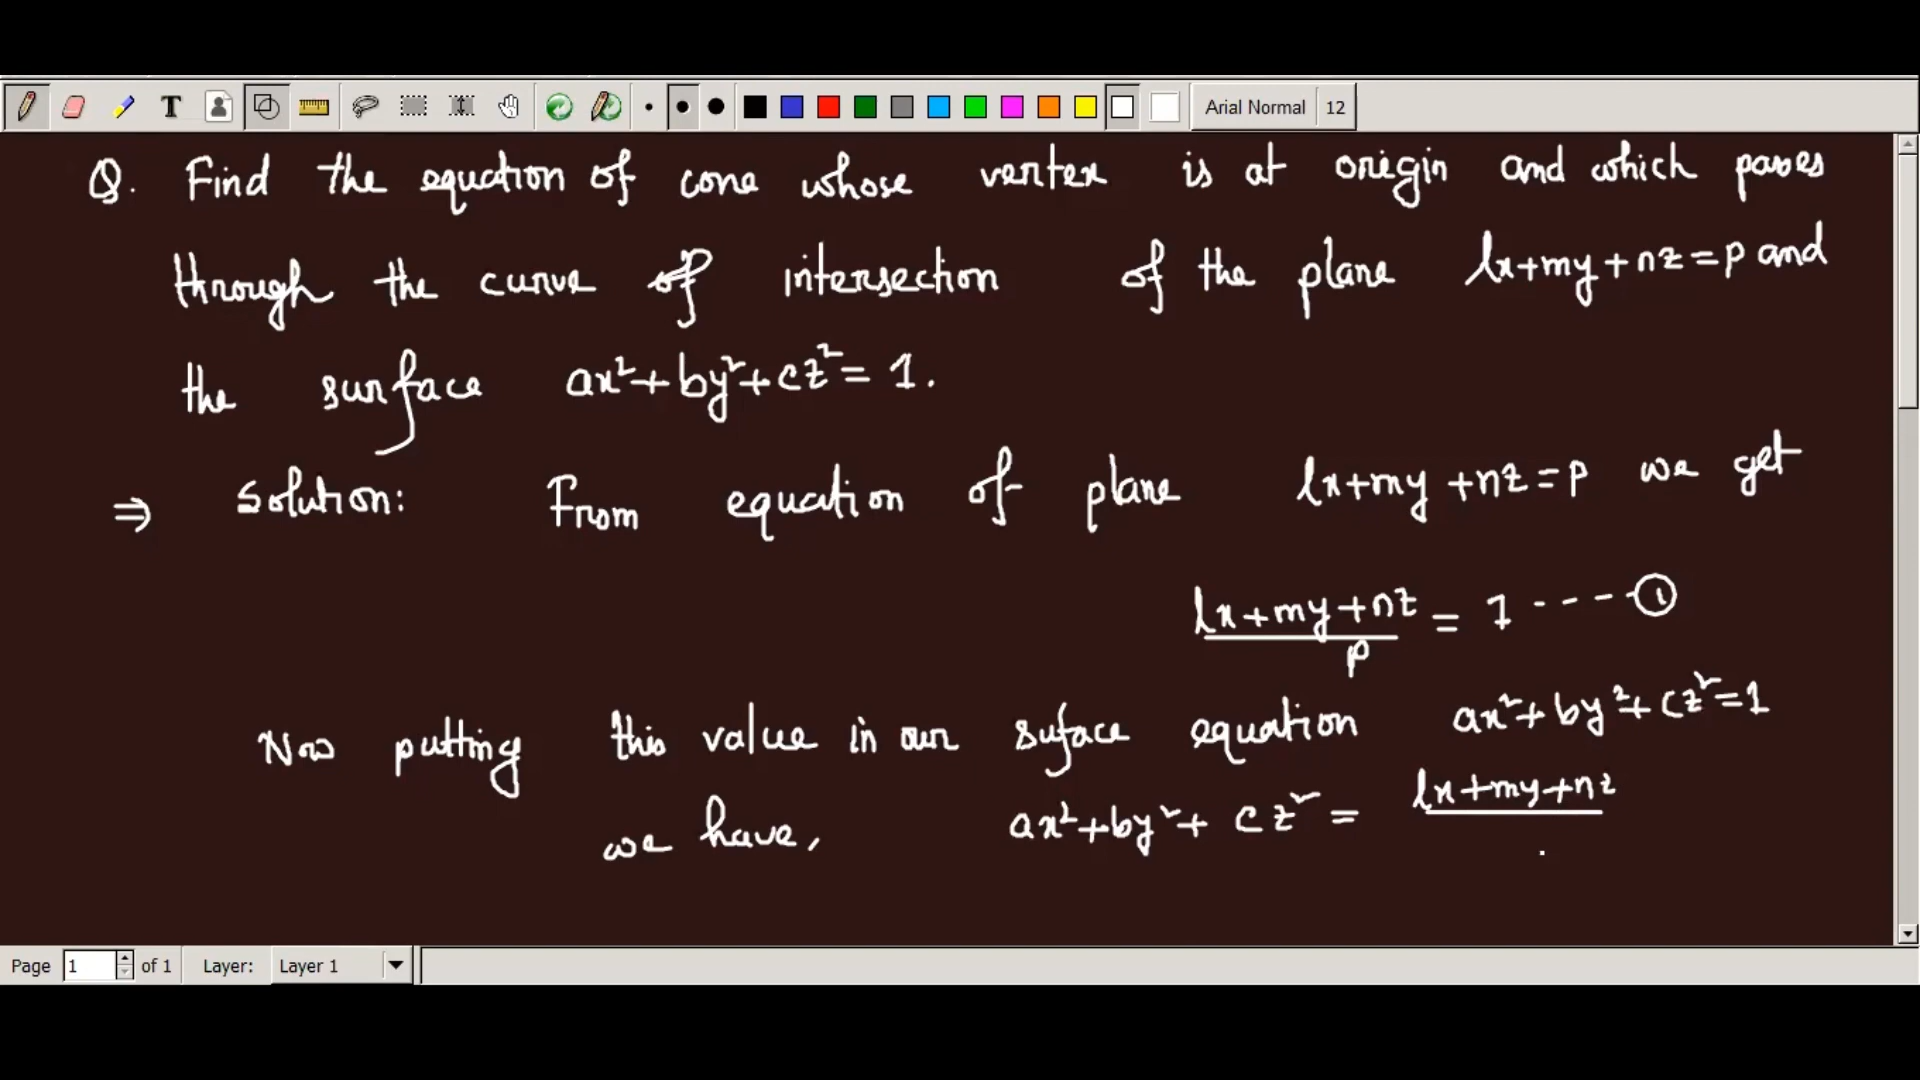 T Arial Normal 12
Q. Find the equation of cone whose vertex is at origin and which passes
through the curve of intersection of the plane lx+my+nz=p and
the surface ax²+by²+cz²=1.
⇒ Solution: From equation of plane lx+my+nz=p we get
(lx+my+nz)/p = 1 ---- ①
Now putting this value in our suface equation ax²+by²+cz²=1
we have, ax²+by²+cz² = lx+my+nz
Page 1 of 1 Layer: Layer 1